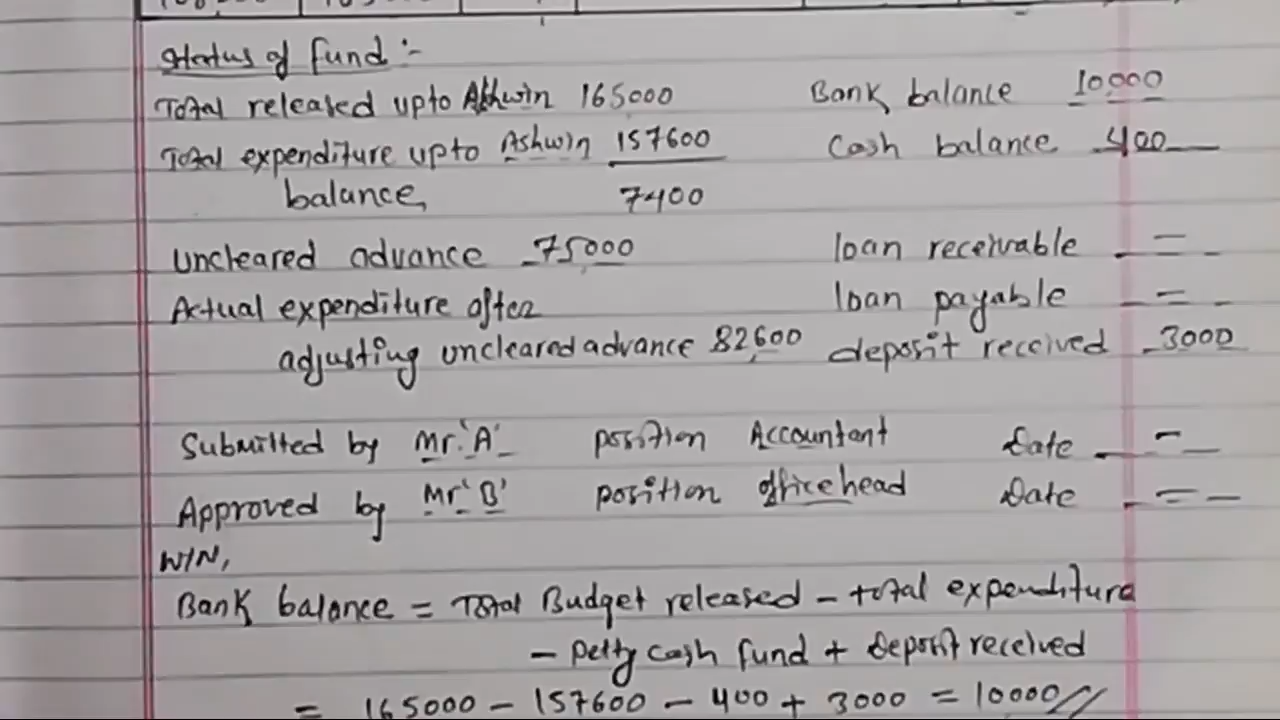 Status of fund :-
Total released upto Ashwin 165000 Bank balance 10000
Total expenditure upto Ashwin 157600 Cash balance 400
balance, 7400
Uncleared advance 75000 loan receivable - = -
Actual expenditure after loan payable - = -
adjusting uncleared advance 82600 deposit received 3000
Submitted by Mr. 'A' position Accountant Date - - -
Approved by Mr 'B' position office head Date - = -
W/N,
Bank balance = Total Budget released - total expenditure
- Petty cash fund + Deposit received
= 165000 - 157600 - 400 + 3000 = 10000//